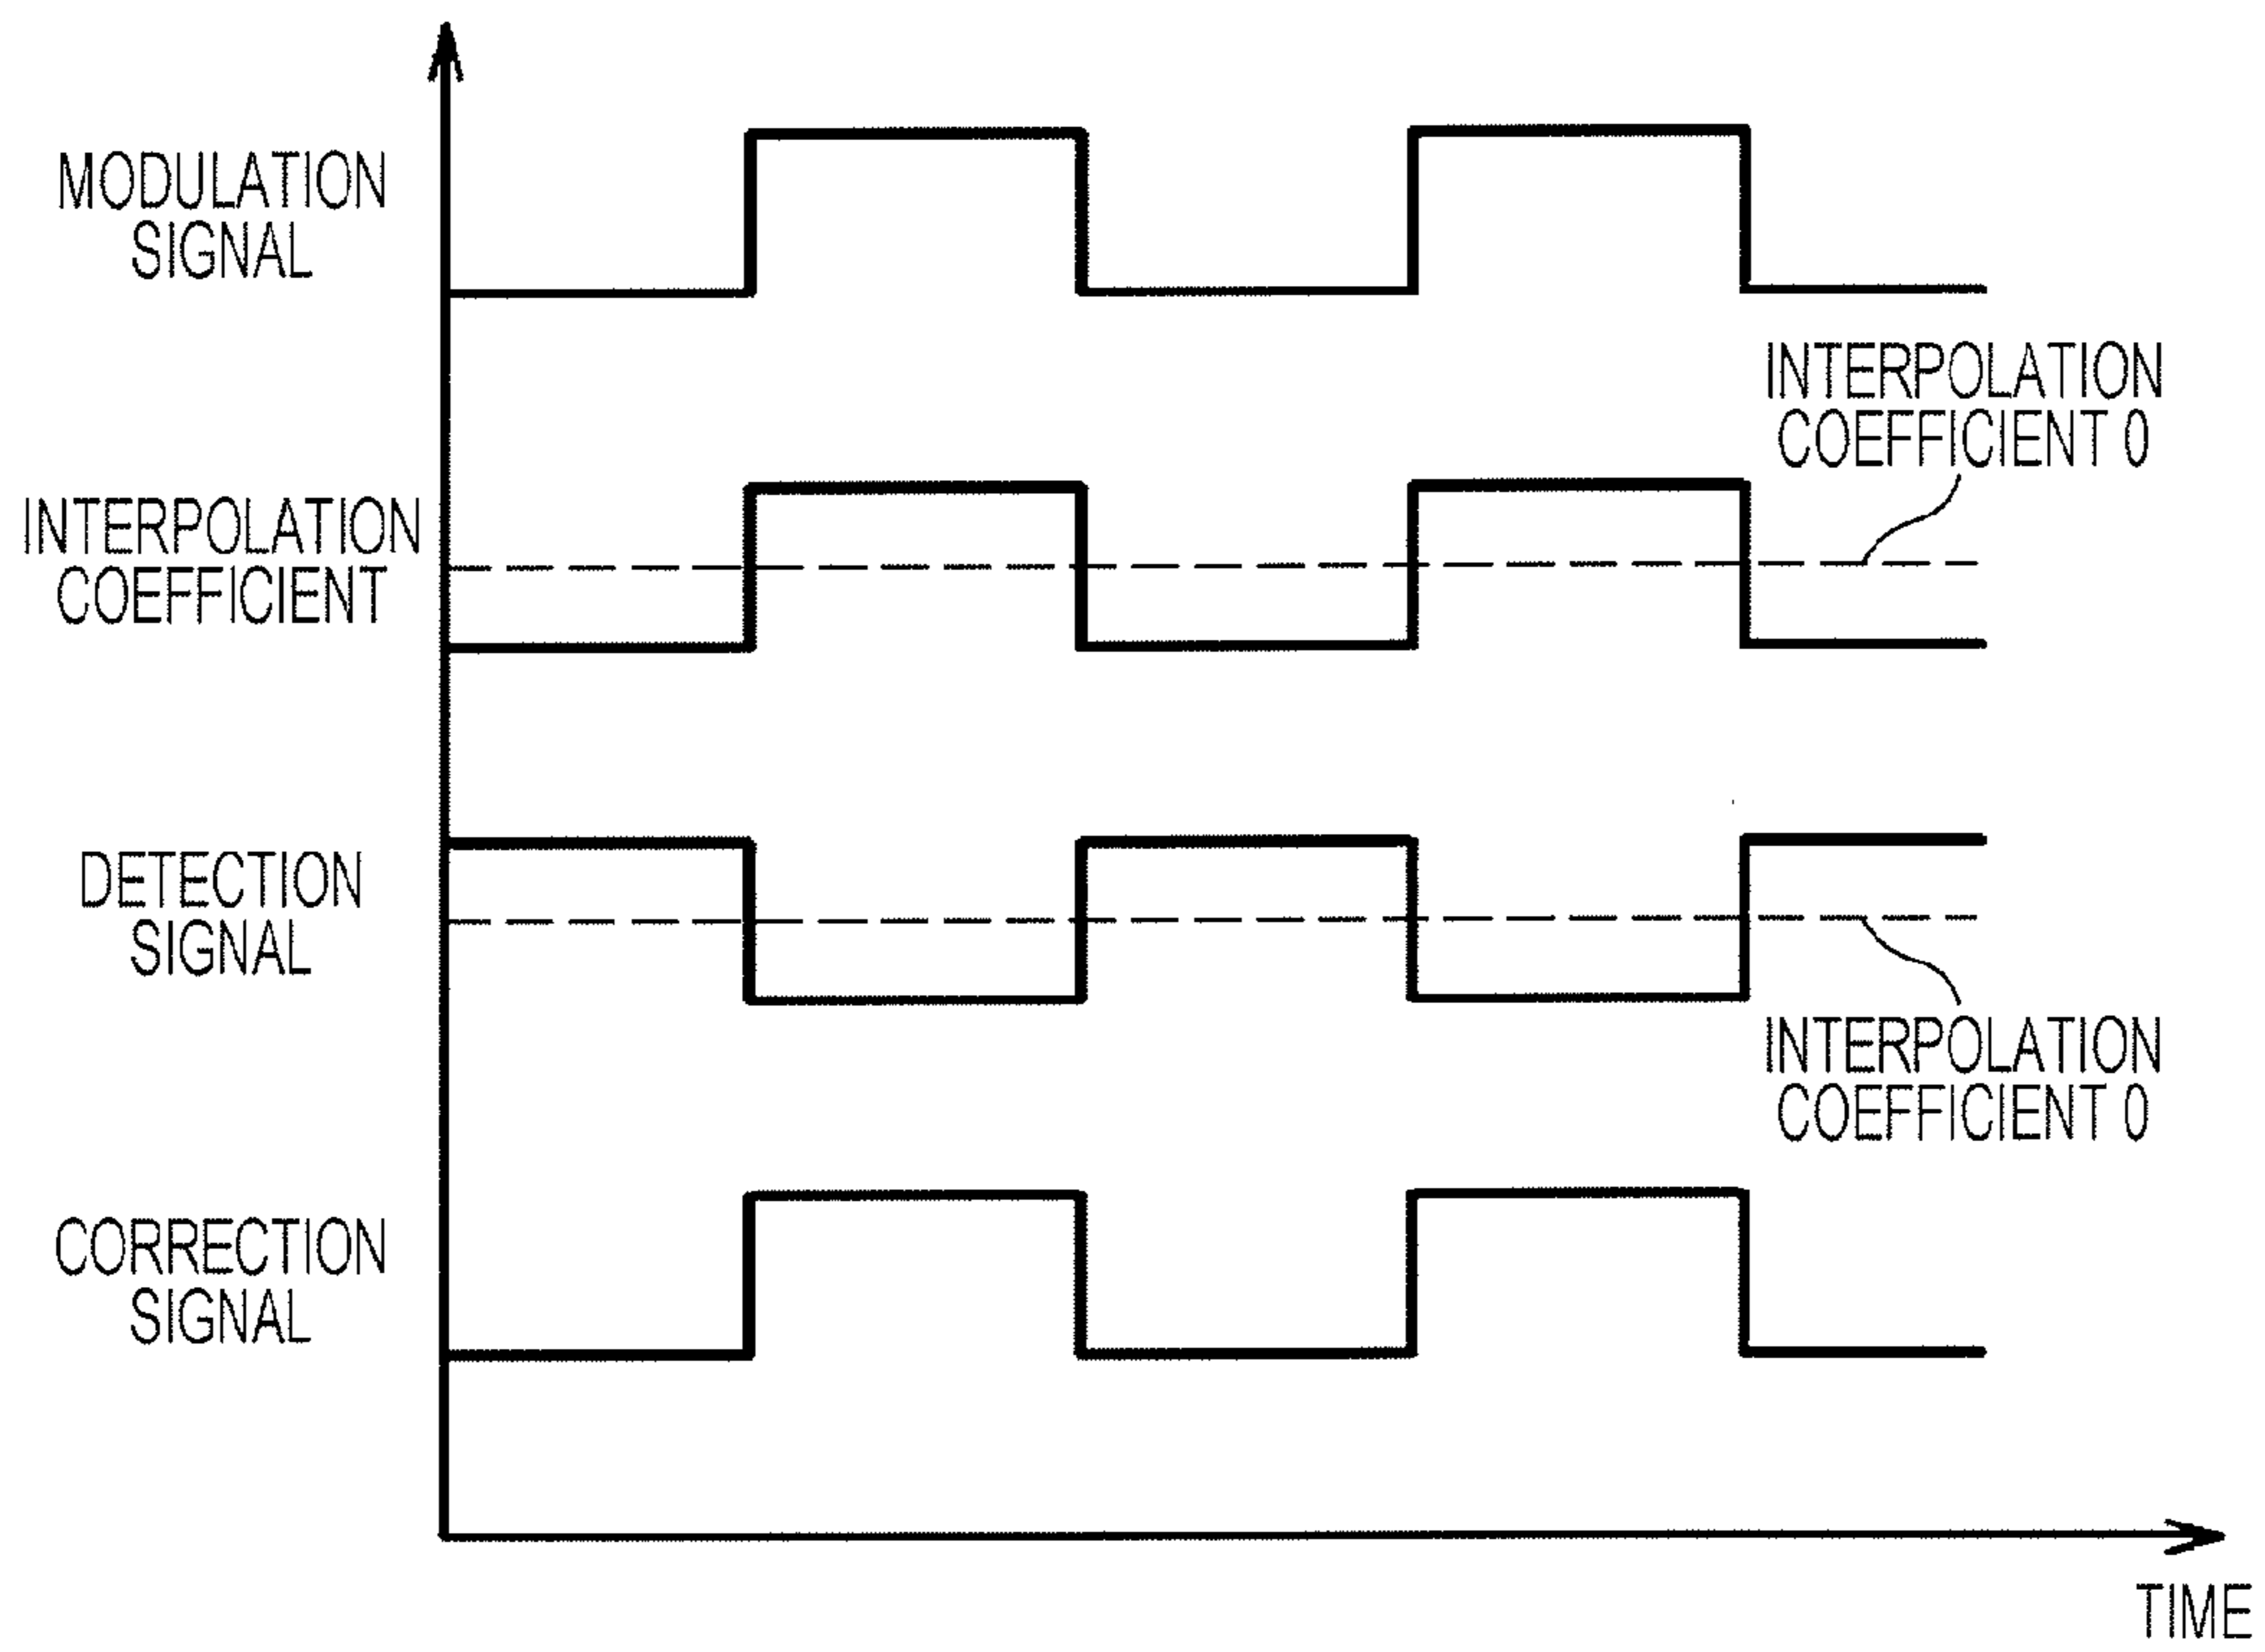 MODULATION
SIGNAL
INTERPOLATION
COEFFICIENT 0
INTERPOLATION
COEFFICIENT
DETECTION
SIGNAL
INTERPOLATION
COEFFICIENT 0
CORRECTION
SIGNAL
TIME